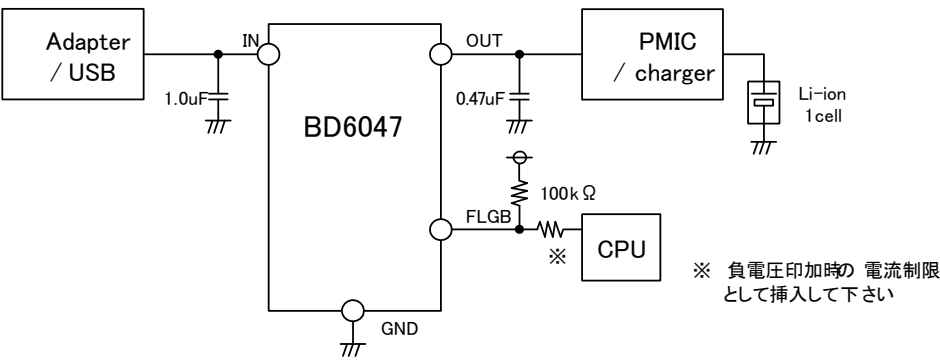 Adapter
/ USB
IN
1.0uF
BD6047
OUT
0.47uF
PMIC
/ charger
Li-ion
1cell
100kΩ
FLGB
※
CPU
GND
※ 負電圧印加時の 電流制限
として挿入して下さい